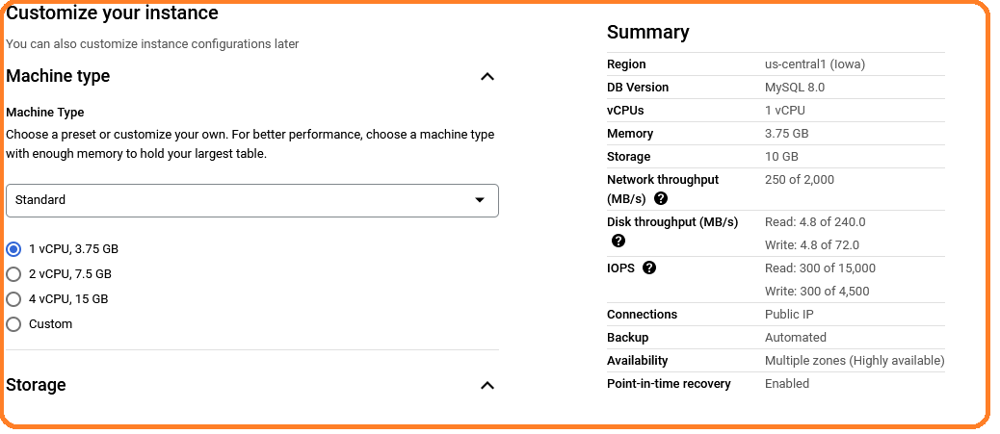 Customize your instance
You can also customize instance configurations later
Machine type
Machine Type
Choose a preset or customize your own. For better performance, choose a machine type
with enough memory to hold your largest table.
Standard
1 vCPU, 3.75 GB
2 vCPU, 7.5 GB
4 vCPU, 15 GB
Custom
Storage
Summary
Region us-central1 (Iowa)
DB Version MySQL 8.0
vCPUs 1 vCPU
Memory 3.75 GB
Storage 10 GB
Network throughput 250 of 2,000
(MB/s) ?
Disk throughput (MB/s) Read: 4.8 of 240.0
? Write: 4.8 of 72.0
IOPS ? Read: 300 of 15,000
Write: 300 of 4,500
Connections Public IP
Backup Automated
Availability Multiple zones (Highly available)
Point-in-time recovery Enabled